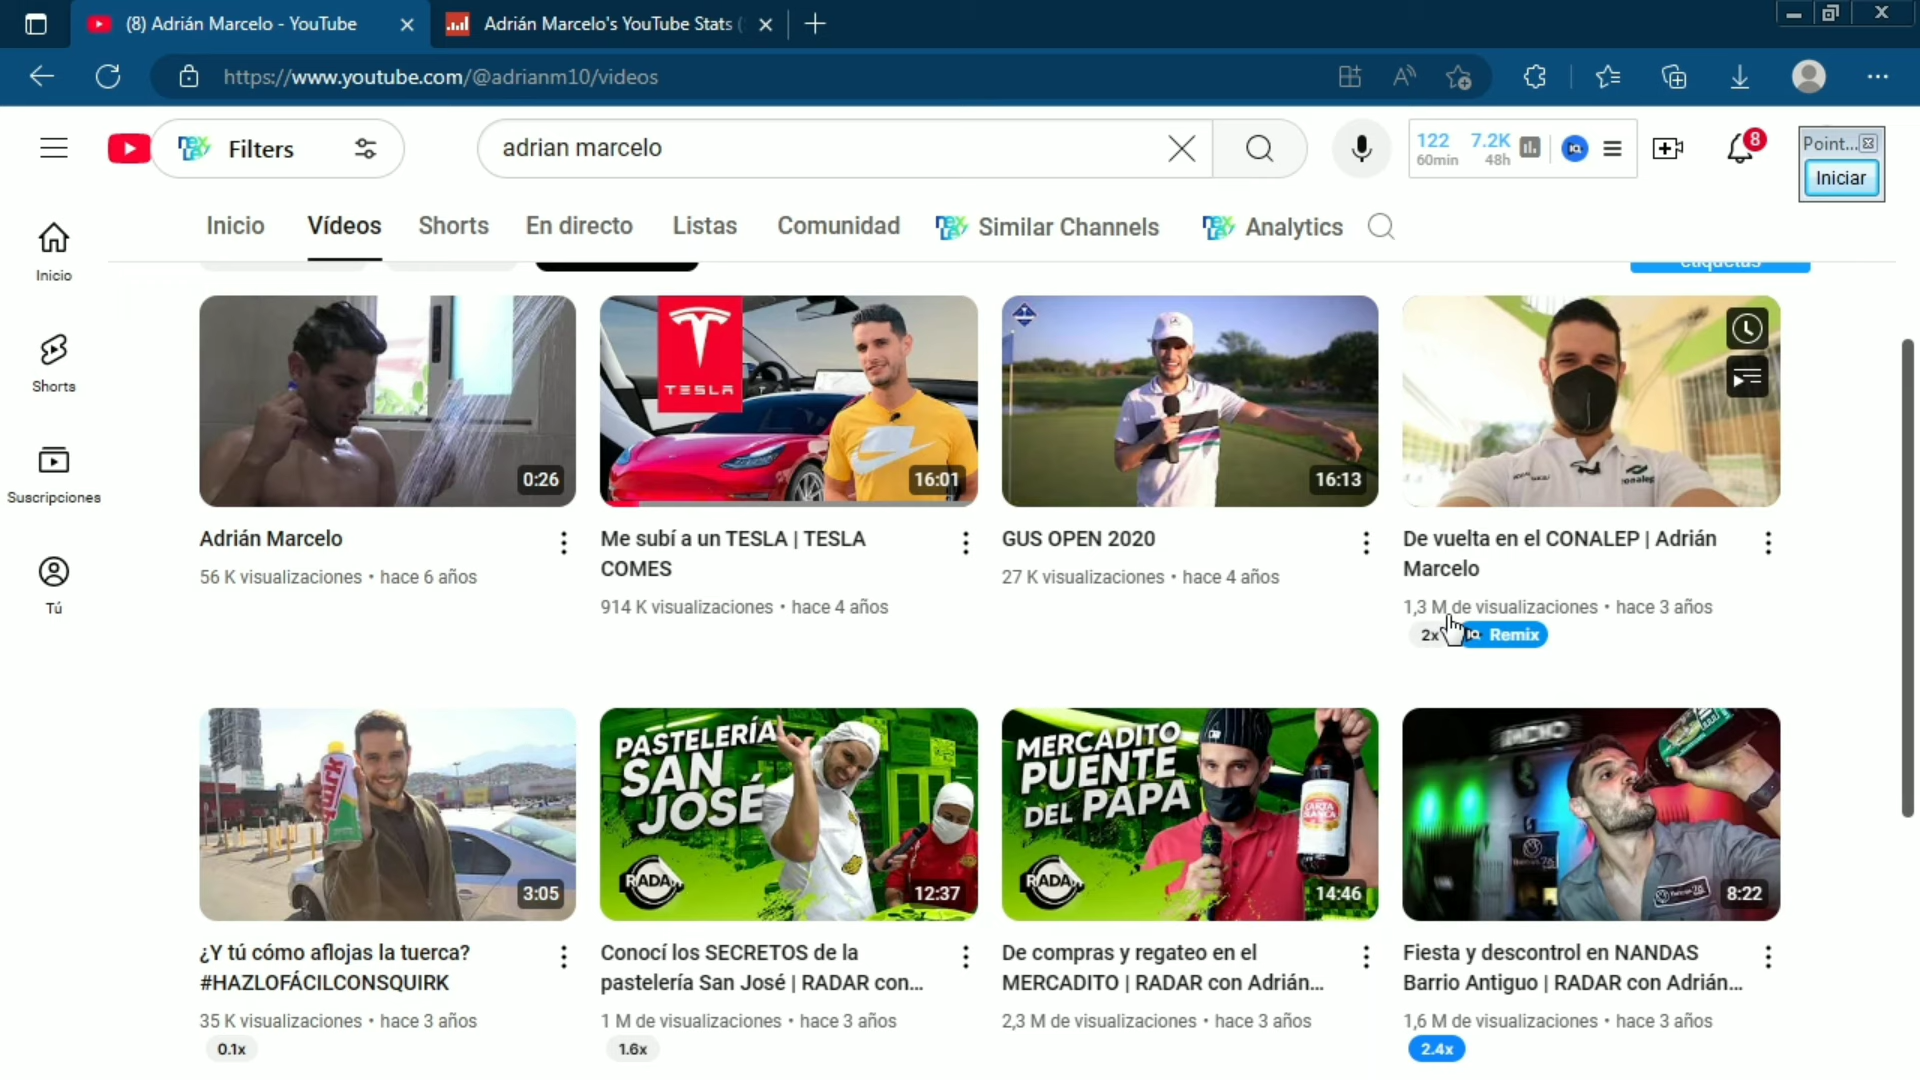 (8) Adrián Marcelo - YouTube
Adrián Marcelo's YouTube Stats (
https://www.youtube.com/@adrianm10/videos
Filters
adrian marcelo
122 60min
7.2K 48h
8
Point...
Iniciar
Inicio
Vídeos
Shorts
En directo
Listas
Comunidad
Similar Channels
Analytics
Inicio
Shorts
Suscripciones
Tú
etiquetas
0:26
TESLA
16:01
16:13
conalep
Adrián Marcelo
56 K visualizaciones • hace 6 años
Me subí a un TESLA | TESLA
COMES
914 K visualizaciones • hace 4 años
GUS OPEN 2020
27 K visualizaciones • hace 4 años
De vuelta en el CONALEP | Adrián
Marcelo
1,3 M de visualizaciones • hace 3 años
2x
Remix
Quirk
3:05
PASTELERÍA
SAN
JOSÉ
RADAR
12:37
MERCADITO
PUENTE
DEL PAPA
RADAR
CARTA
BLANCA
14:46
INDIO
8:22
¿Y tú cómo aflojas la tuerca?
#HAZLOFÁCILCONSQUIRK
35 K visualizaciones • hace 3 años
0.1x
Conocí los SECRETOS de la
pastelería San José | RADAR con...
1 M de visualizaciones • hace 3 años
1.6x
De compras y regateo en el
MERCADITO | RADAR con Adrián...
2,3 M de visualizaciones • hace 3 años
Fiesta y descontrol en NANDAS
Barrio Antiguo | RADAR con Adrián...
1,6 M de visualizaciones • hace 3 años
2.4x